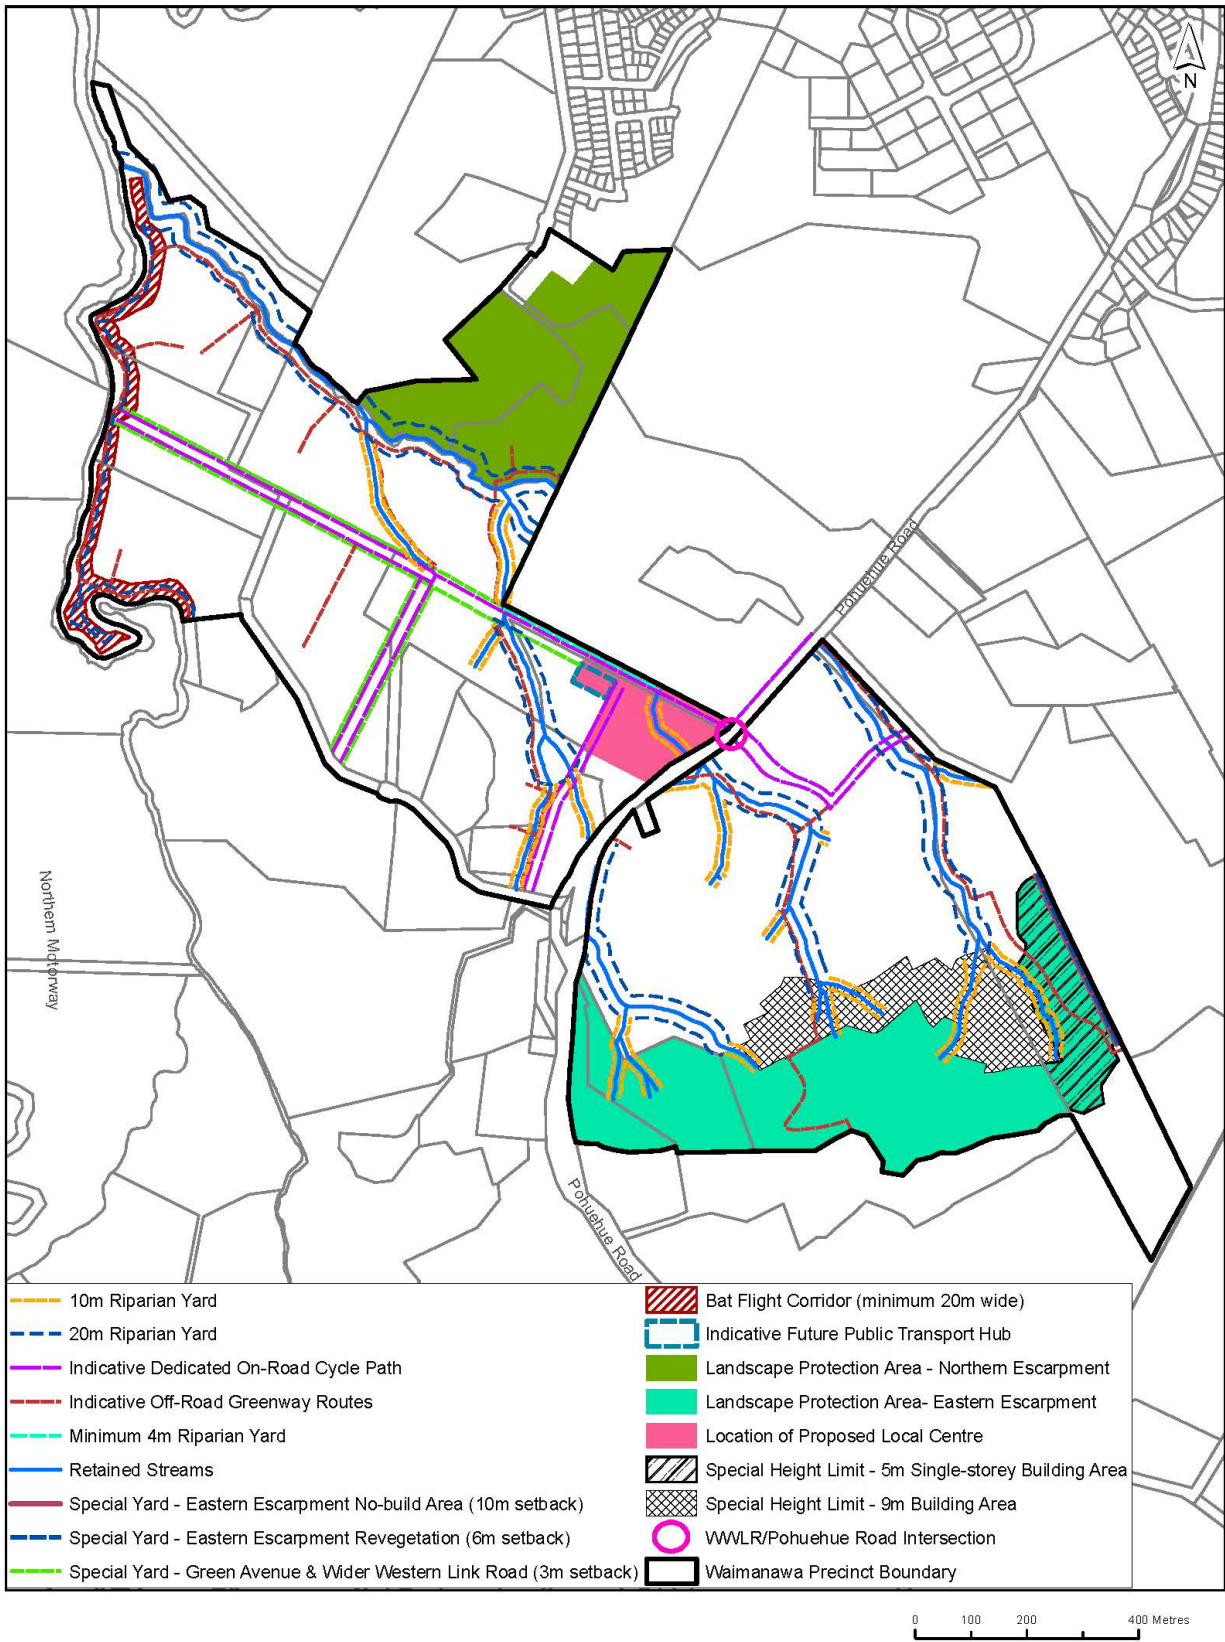 N
Pohuehue Road
Northern Motorway
Pohuehue Road
10m Riparian Yard
20m Riparian Yard
Indicative Dedicated On-Road Cycle Path
Indicative Off-Road Greenway Routes
Minimum 4m Riparian Yard
Retained Streams
Special Yard - Eastern Escarpment No-build Area (10m setback)
Special Yard - Eastern Escarpment Revegetation (6m setback)
Special Yard - Green Avenue & Wider Western Link Road (3m setback)
Bat Flight Corridor (minimum 20m wide)
Indicative Future Public Transport Hub
Landscape Protection Area - Northern Escarpment
Landscape Protection Area- Eastern Escarpment
Location of Proposed Local Centre
Special Height Limit - 5m Single-storey Building Area
Special Height Limit - 9m Building Area
WWLR/Pohuehue Road Intersection
Waimanawa Precinct Boundary
0 100 200 400 Metres